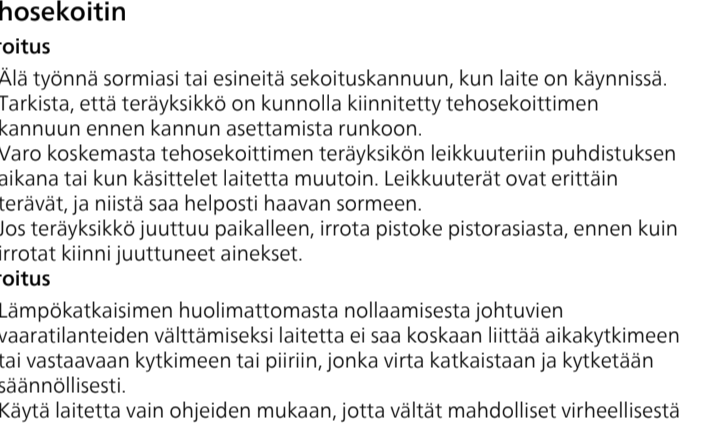 hosekoitin
roitus
Älä työnnä sormiasi tai esineitä sekoituskannuun, kun laite on käynnissä.
Tarkista, että teräyksikkö on kunnolla kiinnitetty tehosekoittimen
kannuun ennen kannun asettamista runkoon.
Varo koskemasta tehosekoittimen teräyksikön leikkuuteriin puhdistuksen
aikana tai kun käsittelet laitetta muutoin. Leikkuuterät ovat erittäin
terävät, ja niistä saa helposti haavan sormeen.
Jos teräyksikkö juuttuu paikalleen, irrota pistoke pistorasiasta, ennen kuin
irrotat kiinni juuttuneet ainekset.
roitus
Lämpökatkaisimen huolimattomasta nollaamisesta johtuvien
vaaratilanteiden välttämiseksi laitetta ei saa koskaan liittää aikakytkimeen
tai vastaavaan kytkimeen tai piiriin, jonka virta katkaistaan ja kytketään
säännöllisesti.
Käytä laitetta vain ohjeiden mukaan, jotta vältät mahdolliset virheellisestä